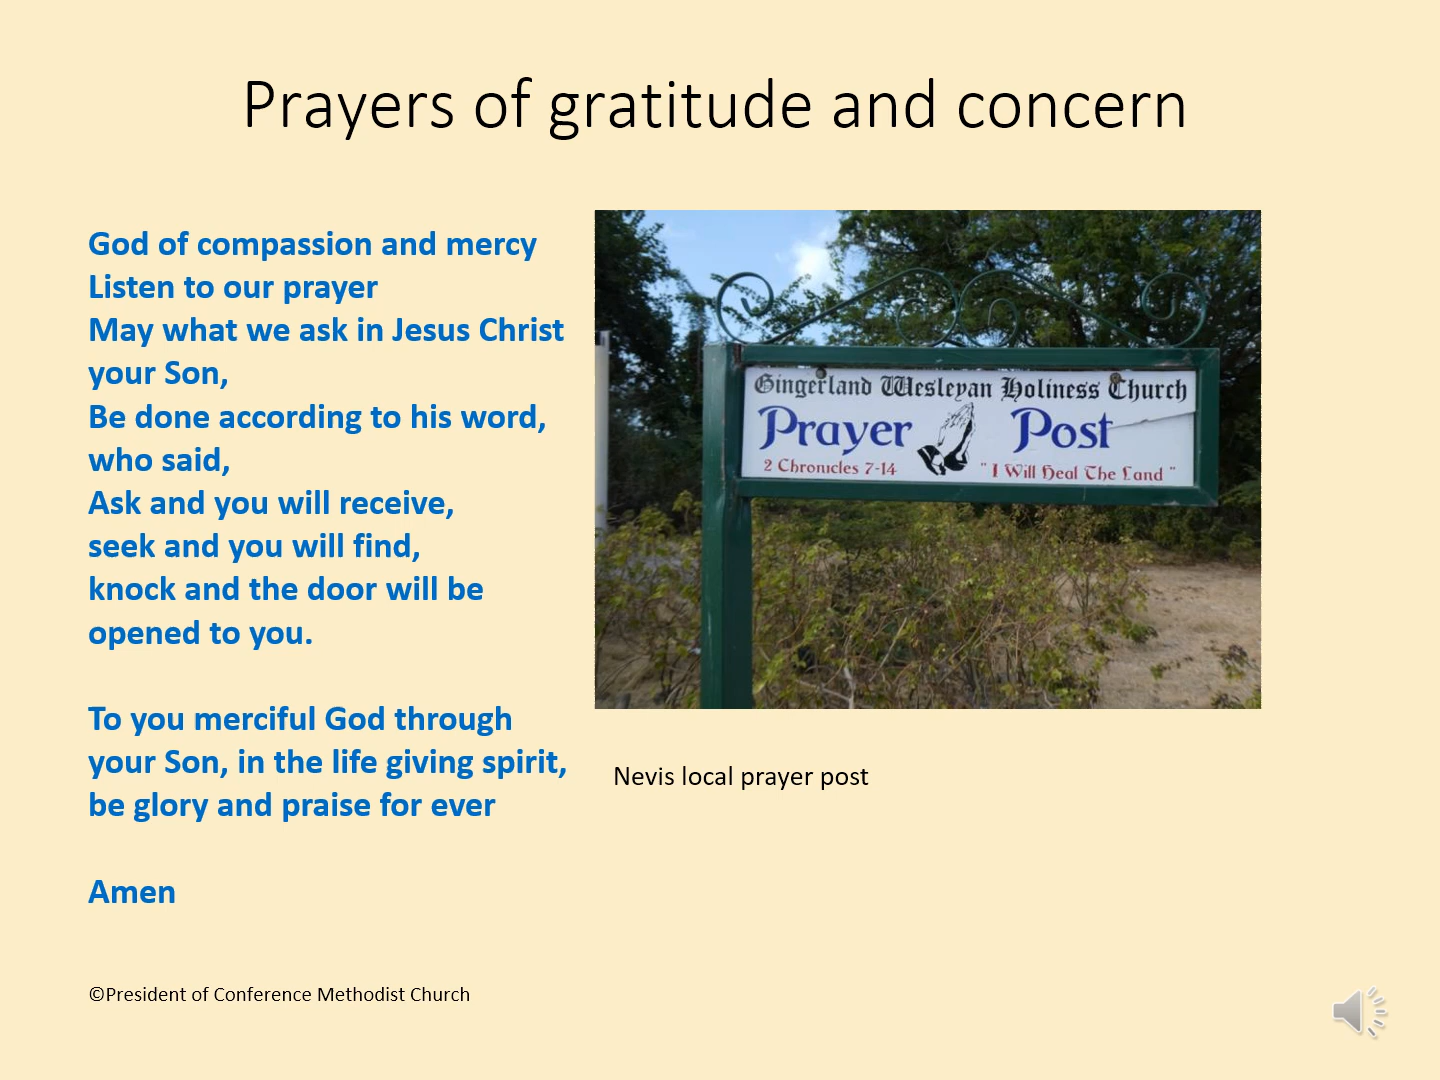 Prayers of gratitude and concern
God of compassion and mercy
Listen to our prayer
May what we ask in Jesus Christ
your Son,
Be done according to his word,
who said,
Ask and you will receive,
seek and you will find,
knock and the door will be
opened to you.
To you merciful God through
your Son, in the life giving spirit,
be glory and praise for ever
Amen
©President of Conference Methodist Church
Gingerland Wesleyan Holiness Church
Prayer Post
2 Chronicles 7-14 "I Will Heal The Land"
Nevis local prayer post